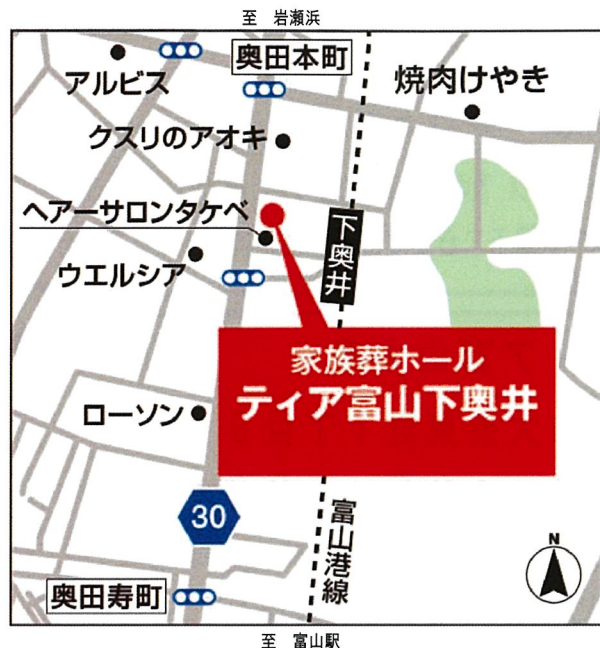 至 岩瀬浜
奥田本町
アルビス
焼肉けやき
クスリのアオキ
ヘアーサロンタケベ
下奥井
ウエルシア
家族葬ホール
ティア富山下奥井
ローソン
30
富山港線
N
奥田寿町
至 富山駅